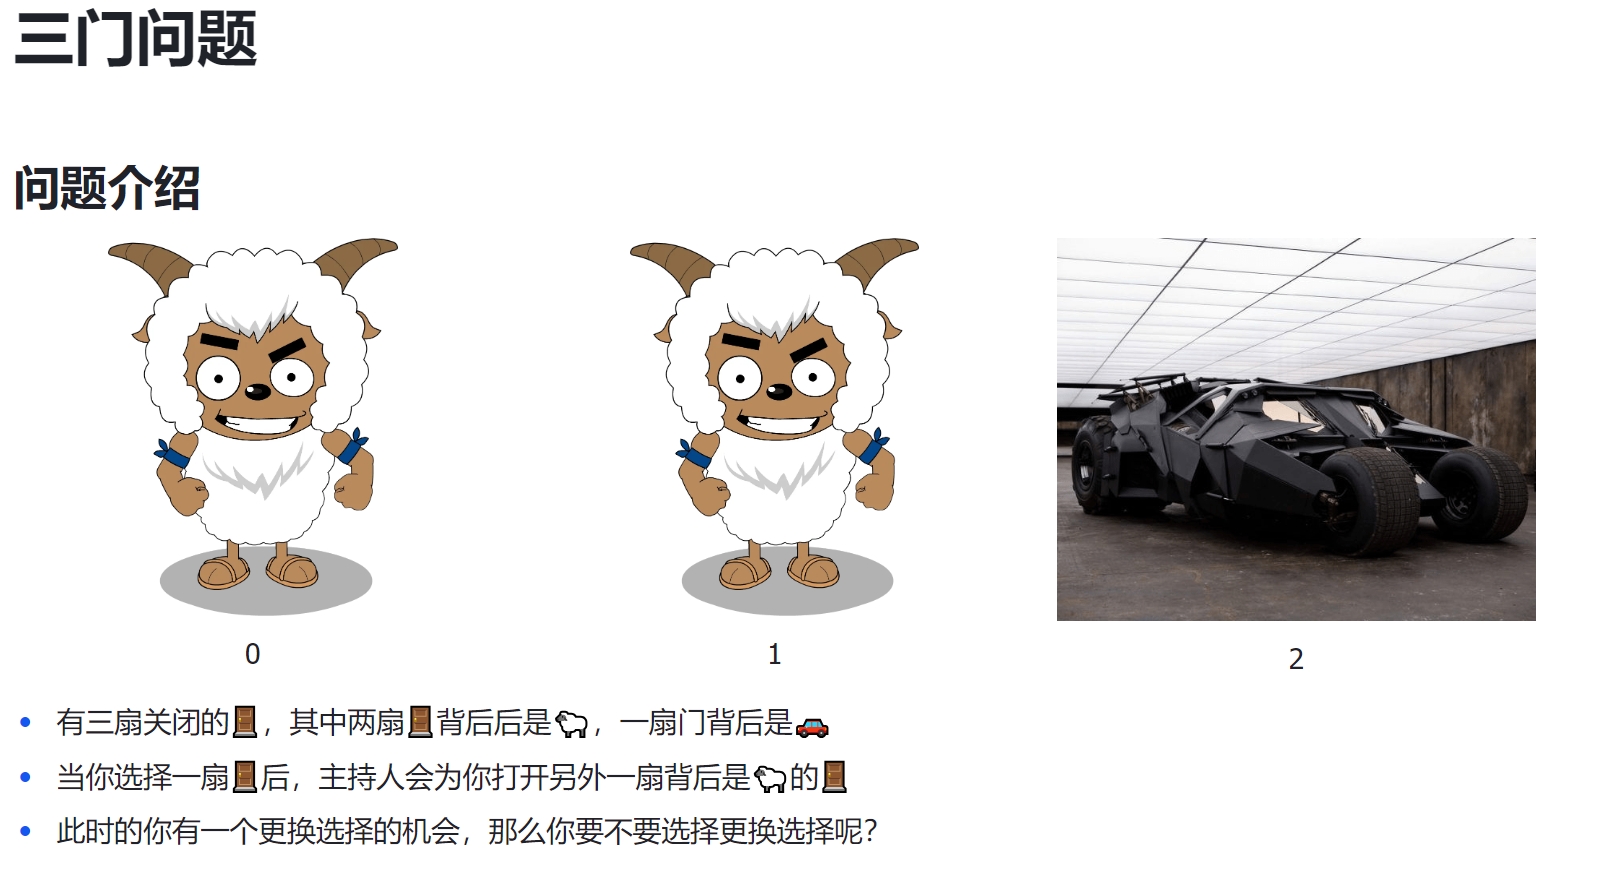 三门问题
问题介绍
0
1
2
有三扇关闭的🚪，其中两扇🚪背后后是🐑，一扇门背后是🚗
当你选择一扇🚪后，主持人会为你打开另外一扇背后是🐑的🚪
此时的你有一个更换选择的机会，那么你要不要选择更换选择呢？